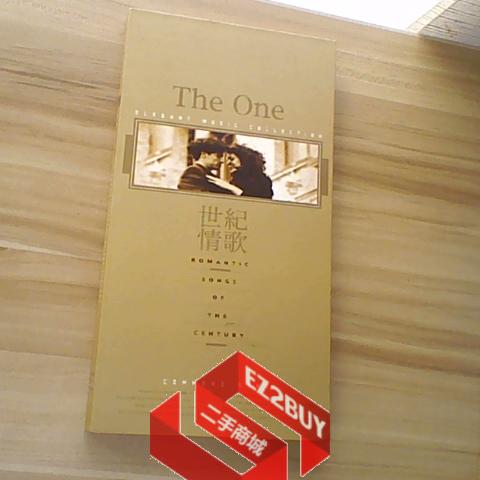 The One
ELEGANT MUSIC COLLECTION
世紀
情歌
ROMANTIC
SONGS
OF
THE
CENTURY
EZ2BUY
二手商城